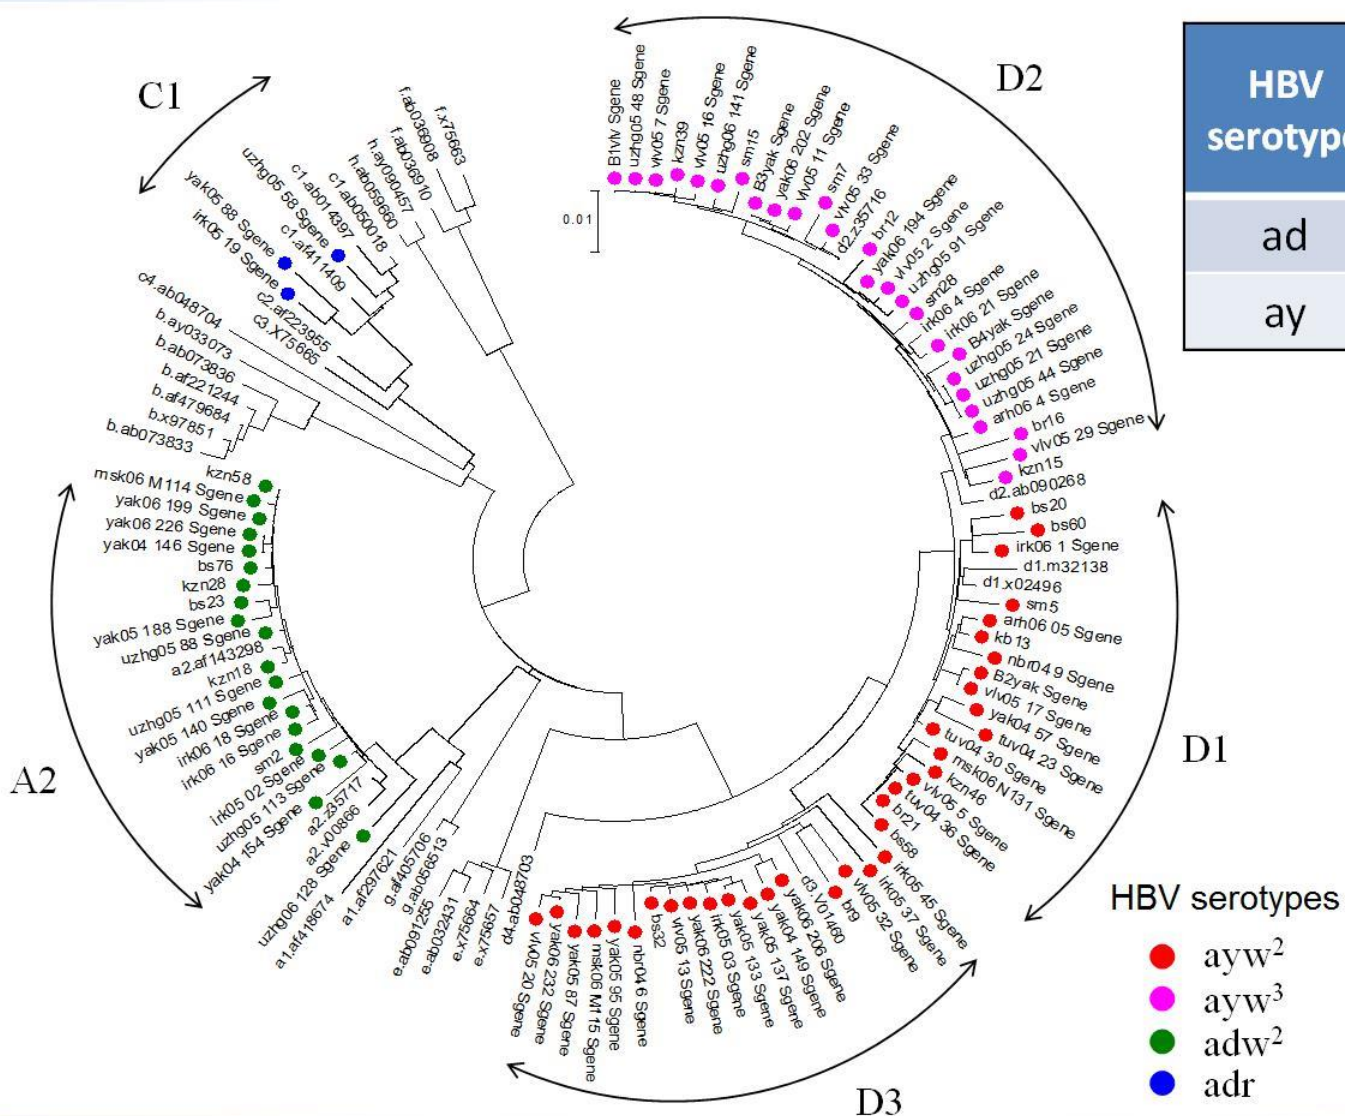 C1
D2
HBV
serotype
ad
ay
0.01
B1vlv Sgene
uzhg05 48 Sgene
vlv05 7 Sgene
kzn39
vlv05 16 Sgene
uzhg06 141 Sgene
sm15
B3yak Sgene
yak06 202 Sgene
vlv05 11 Sgene
sm7
vlv05 33 Sgene
d2.z35716
br12
yak06 194 Sgene
vlv05 2 Sgene
uzhg05 91 Sgene
sm28
irk06 4 Sgene
irk06 21 Sgene
B4yak Sgene
uzhg05 24 Sgene
uzhg05 21 Sgene
uzhg05 44 Sgene
arh06 4 Sgene
br16
vlv05 29 Sgene
kzn15
d2.ab090268
bs20
bs60
irk06 1 Sgene
d1.m32138
d1.x02496
sm5
arh06 05 Sgene
kb13
nbr04 9 Sgene
B2yak Sgene
vlv05 17 Sgene
yak04 57 Sgene
tuv04 23 Sgene
tuv04 30 Sgene
msk06 N131 Sgene
kzn46
vlv05 5 Sgene
tuv04 36 Sgene
br21
bs58
D1
irk05 45 Sgene
irk05 37 Sgene
vlv05 32 Sgene
br9
d3.V01460
yak06 206 Sgene
yak04 149 Sgene
yak05 137 Sgene
yak05 133 Sgene
irk05 03 Sgene
yak06 222 Sgene
vlv05 13 Sgene
bs32
nbr04 6 Sgene
yak05 95 Sgene
msk06 M115 Sgene
yak05 87 Sgene
yak06 232 Sgene
vlv05 20 Sgene
D3
d4.ab048703
e.x75657
e.x75664
e.ab032431
e.ab091255
g.ab056513
g.af405706
a1.af297621
a1.af418674
uzhg06 128 Sgene
a2.v00866
a2.z35717
yak04 154 Sgene
uzhg05 113 Sgene
irk05 02 Sgene
sm2
irk06 16 Sgene
irk06 18 Sgene
yak05 140 Sgene
uzhg05 111 Sgene
kzn18
a2.af143298
uzhg05 88 Sgene
yak05 188 Sgene
bs23
kzn28
bs76
yak04 146 Sgene
yak06 226 Sgene
yak06 199 Sgene
msk06 M114 Sgene
kzn58
A2
b.ab073833
b.x97851
b.af479684
b.af221244
b.ab073836
b.ay033073
c4.ab048704
c3.X75665
c2.af223955
irk05 19 Sgene
yak05 88 Sgene
c1.af411409
uzhg05 58 Sgene
c1.ab014397
c1.ab050018
h.ab059660
h.ay090457
f.ab036910
f.ab036908
f.x75663
HBV serotypes
ayw²
ayw³
adw²
adr